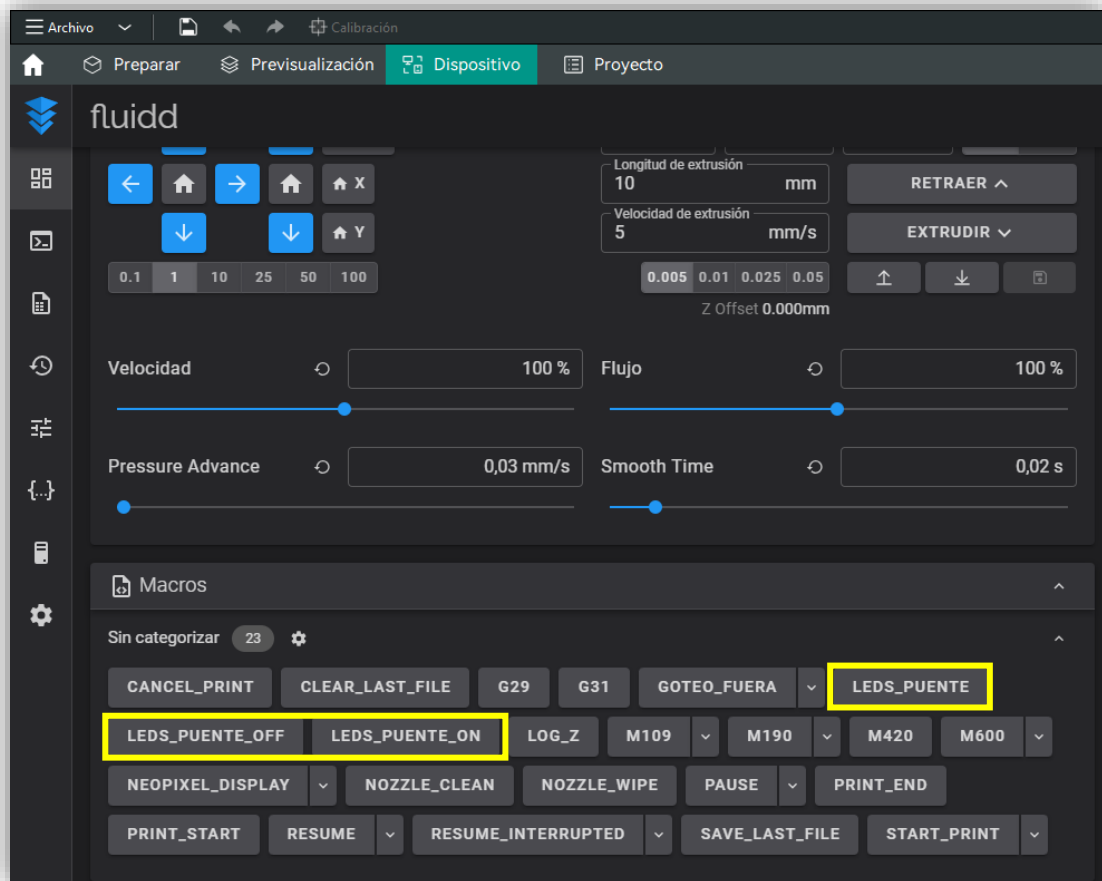 Archivo Calibración
Preparar Previsualización Dispositivo Proyecto
fluidd
Longitud de extrusión
10 mm RETRAER
X
Velocidad de extrusión
Y 5 mm/s EXTRUDIR
0.1 1 10 25 50 100 0.005 0.01 0.025 0.05
Z Offset 0.000mm
Velocidad 100 % Flujo 100 %
Pressure Advance 0,03 mm/s Smooth Time 0,02 s
{...}
Macros
Sin categorizar 23
CANCEL_PRINT CLEAR_LAST_FILE G29 G31 GOTEO_FUERA LEDS_PUENTE
LEDS_PUENTE_OFF LEDS_PUENTE_ON LOG_Z M109 M190 M420 M600
NEOPIXEL_DISPLAY NOZZLE_CLEAN NOZZLE_WIPE PAUSE PRINT_END
PRINT_START RESUME RESUME_INTERRUPTED SAVE_LAST_FILE START_PRINT